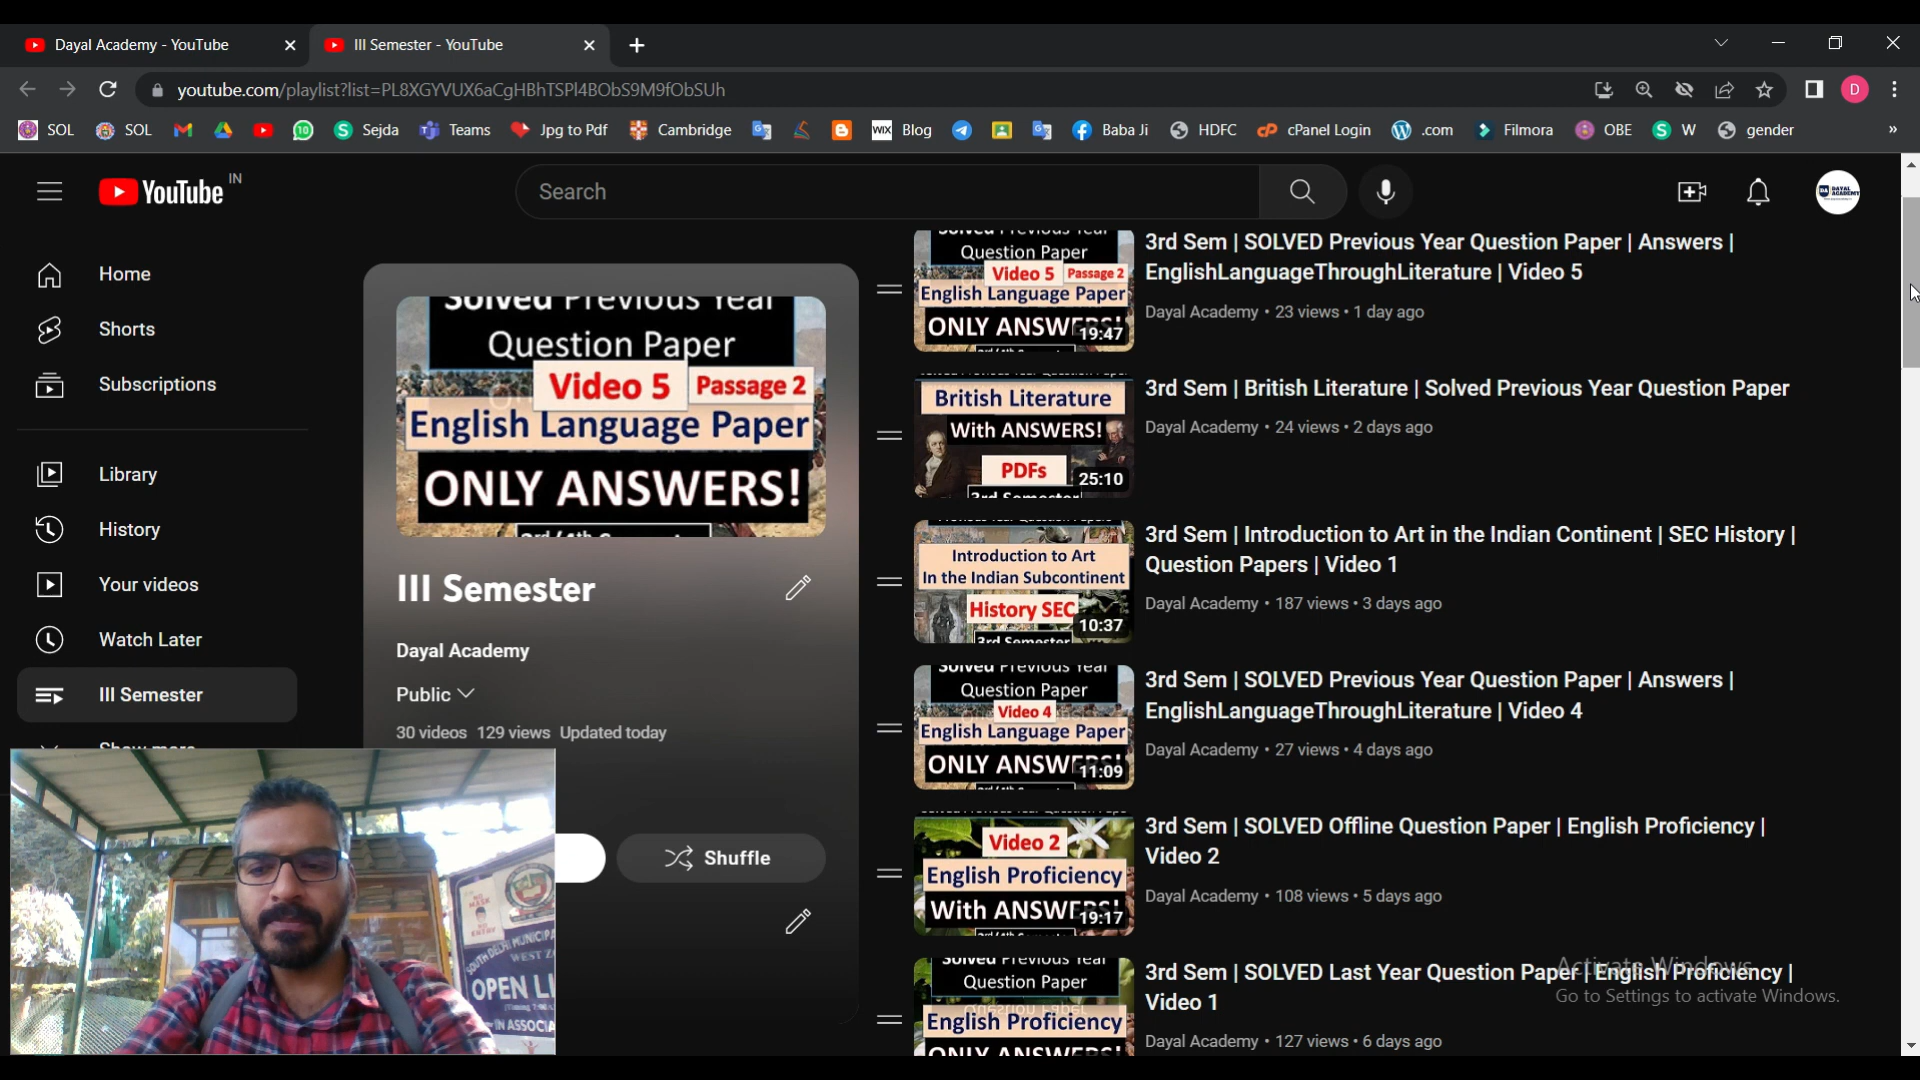 Dayal Academy - YouTube
III Semester - YouTube
youtube.com/playlist?list=PL8XGYVUX6aCgHBhTSPl4BObS9M9fObSUh
D
SOL
SOL
10
Sejda
Teams
Jpg to Pdf
Cambridge
WIX Blog
Baba Ji
HDFC
cPanel Login
.com
Filmora
OBE
W
gender
»
YouTube IN
Search
Home
Shorts
Subscriptions
Library
History
Your videos
Watch Later
III Semester
Question Paper
Video 5 Passage 2
English Language Paper
ONLY ANSWERS!
III Semester
Dayal Academy
Public
30 videos 129 views Updated today
Shuffle
OPEN
Question Paper
Video 5 Passage 2
English Language Paper
19:47
3rd Sem | SOLVED Previous Year Question Paper | Answers |
EnglishLanguageThroughLiterature | Video 5
Dayal Academy • 23 views • 1 day ago
British Literature
With ANSWERS!
PDFs
25:10
3rd Sem | British Literature | Solved Previous Year Question Paper
Dayal Academy • 24 views • 2 days ago
Introduction to Art
In the Indian Subcontinent
History SEC
10:37
3rd Sem | Introduction to Art in the Indian Continent | SEC History |
Question Papers | Video 1
Dayal Academy • 187 views • 3 days ago
Question Paper
Video 4
English Language Paper
11:09
3rd Sem | SOLVED Previous Year Question Paper | Answers |
EnglishLanguageThroughLiterature | Video 4
Dayal Academy • 27 views • 4 days ago
Video 2
English Proficiency
19:17
3rd Sem | SOLVED Offline Question Paper | English Proficiency |
Video 2
Dayal Academy • 108 views • 5 days ago
Question Paper
English Proficiency
3rd Sem | SOLVED Last Year Question Paper | English Proficiency |
Video 1
Dayal Academy • 127 views • 6 days ago
Activate Windows
Go to Settings to activate Windows.